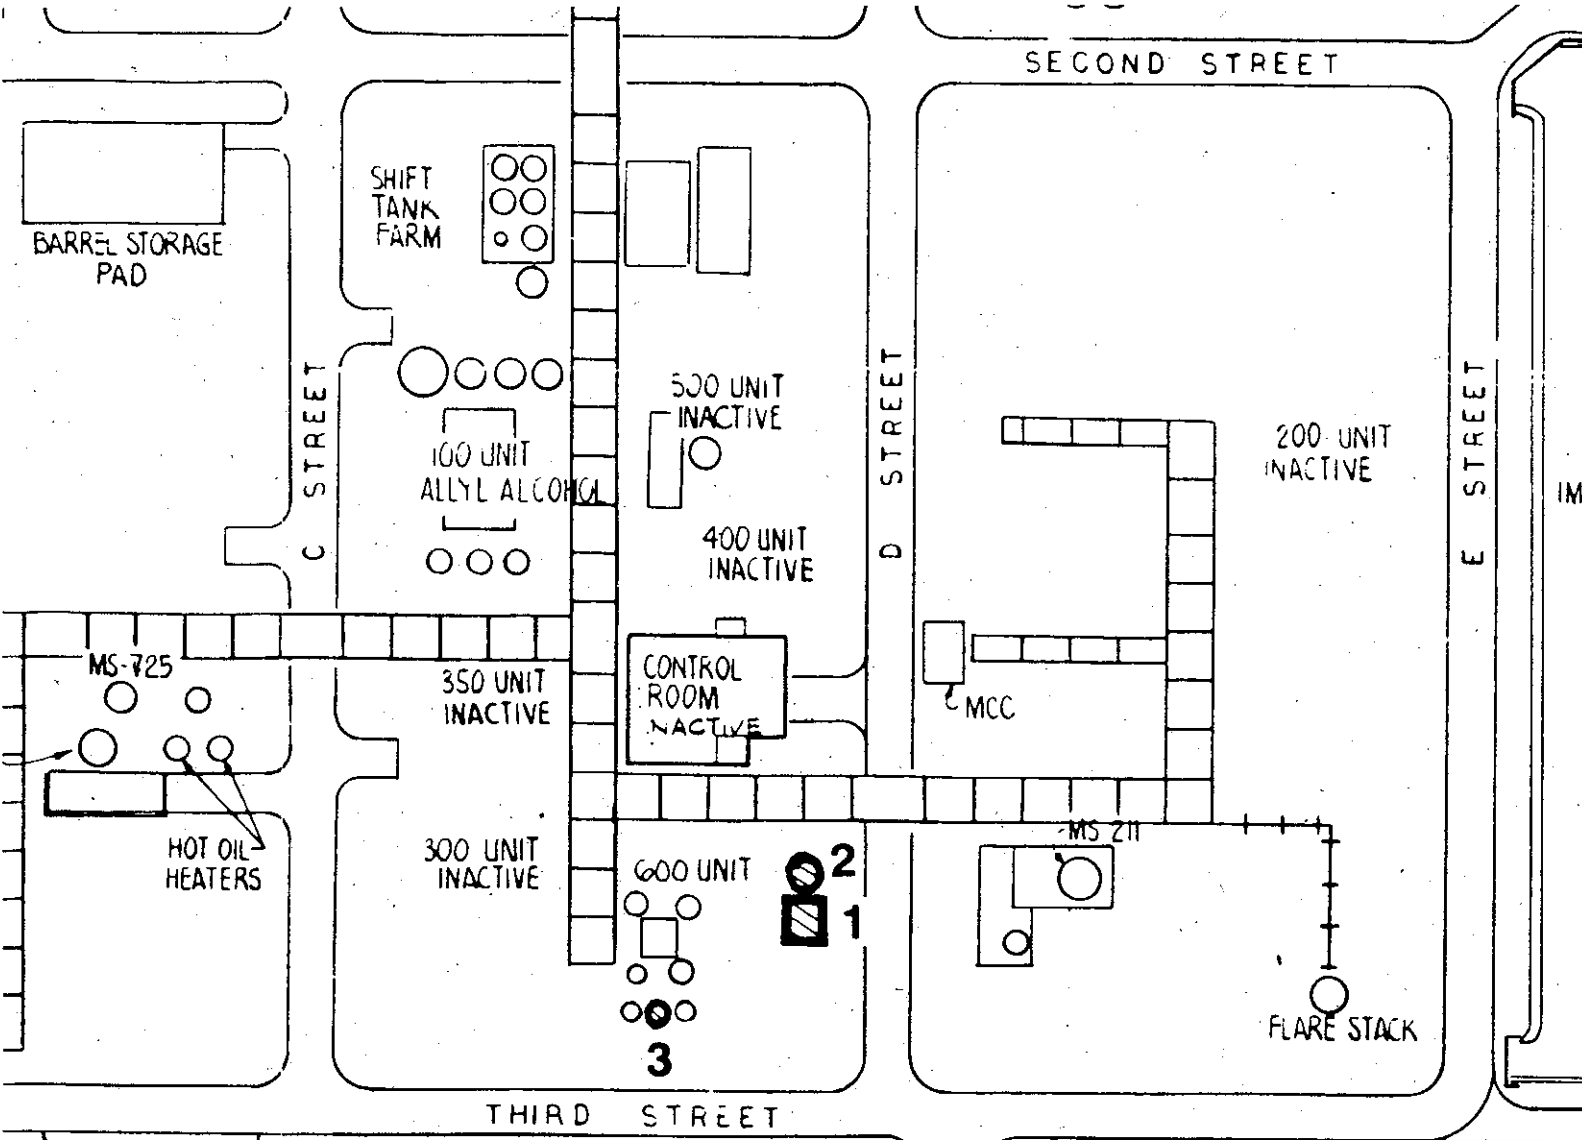 SECOND STREET
SHIFT
TANK
FARM
BARREL STORAGE
PAD
C STREET
500 UNIT
INACTIVE
D STREET
200 UNIT
INACTIVE
E STREET
100 UNIT
ALLYL ALCOHOL
IM
400 UNIT
INACTIVE
MS-725
350 UNIT
INACTIVE
CONTROL
ROOM
INACTIVE
MCC
HOT OIL
HEATERS
300 UNIT
INACTIVE
600 UNIT
2
1
MS 211
FLARE STACK
3
THIRD STREET